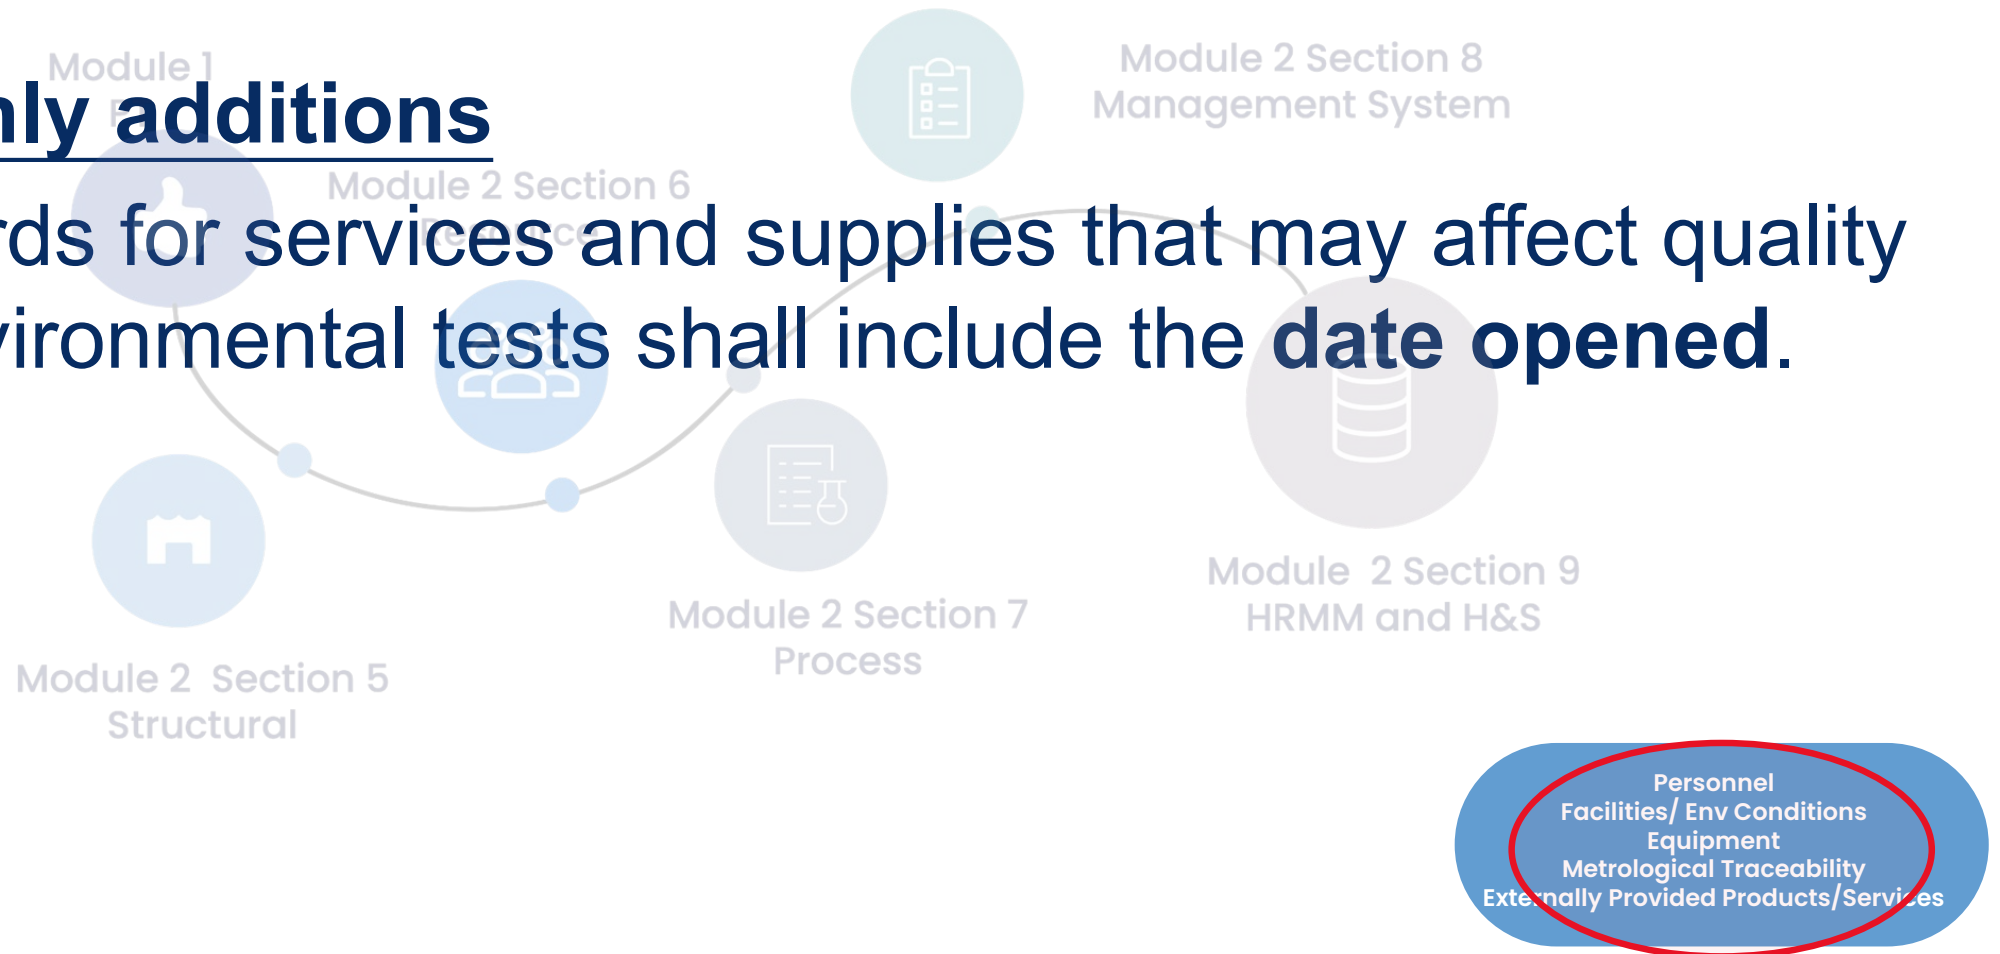 nly additions
rds for services and supplies that may affect quality
vironmental tests shall include the date opened.
Module 1
Module 2 Section 6
Resource
Module 2 Section 8
Management System
Module 2 Section 5
Structural
Module 2 Section 7
Process
Module 2 Section 9
HRMM and H&S
Personnel
Facilities/ Env Conditions
Equipment
Metrological Traceability
Externally Provided Products/Services